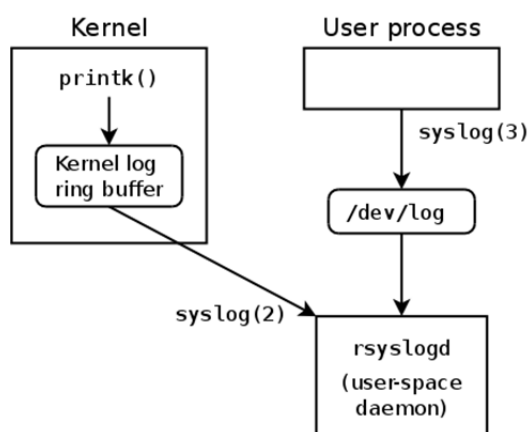 Kernel
User process
printk()
syslog(3)
Kernel log
ring buffer
/dev/log
syslog(2)
rsyslogd
(user-space
daemon)